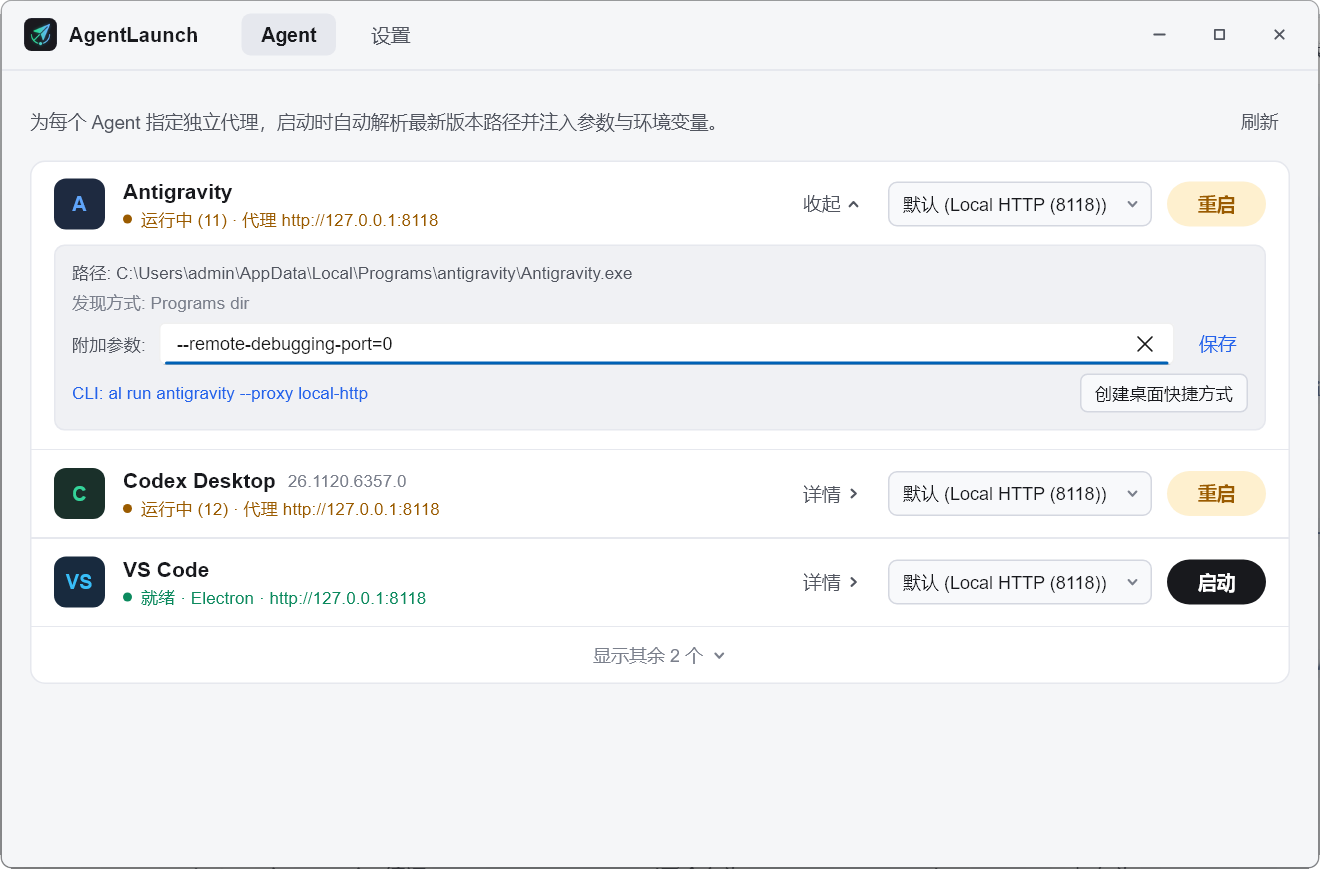 AgentLaunch Agent 设置
为每个 Agent 指定独立代理，启动时自动解析最新版本路径并注入参数与环境变量。 刷新
A Antigravity 收起 默认 (Local HTTP (8118)) 重启
运行中 (11) · 代理 http://127.0.0.1:8118
路径: C:\Users\admin\AppData\Local\Programs\antigravity\Antigravity.exe
发现方式: Programs dir
附加参数: --remote-debugging-port=0 保存
CLI: al run antigravity --proxy local-http 创建桌面快捷方式
C Codex Desktop 26.1120.6357.0 详情 默认 (Local HTTP (8118)) 重启
运行中 (12) · 代理 http://127.0.0.1:8118
VS VS Code 详情 默认 (Local HTTP (8118)) 启动
就绪 · Electron · http://127.0.0.1:8118
显示其余 2 个